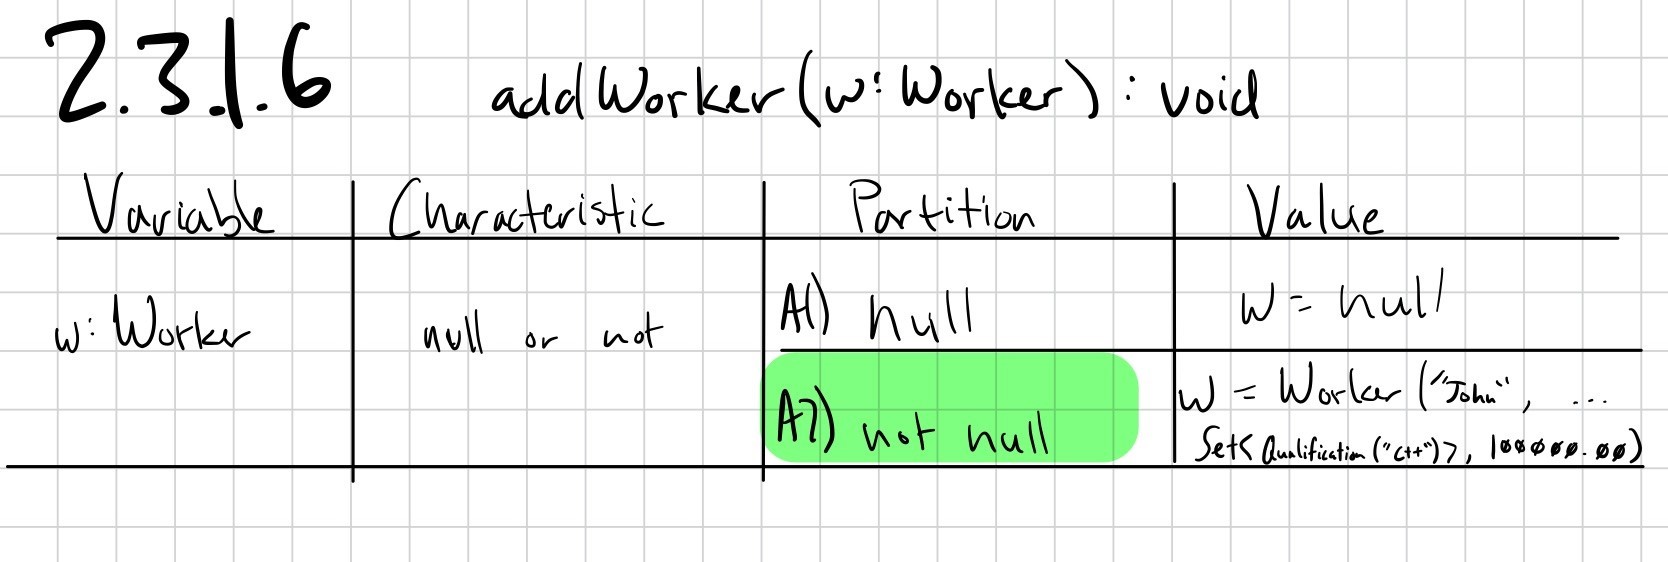 2.3.1.6 addWorker(w: Worker) : void
Variable Characteristic Partition Value
w: Worker null or not A1) null w = null
A2) not null w = Worker ("John", ...
Set<Qualification("C++")>, 100000.00)